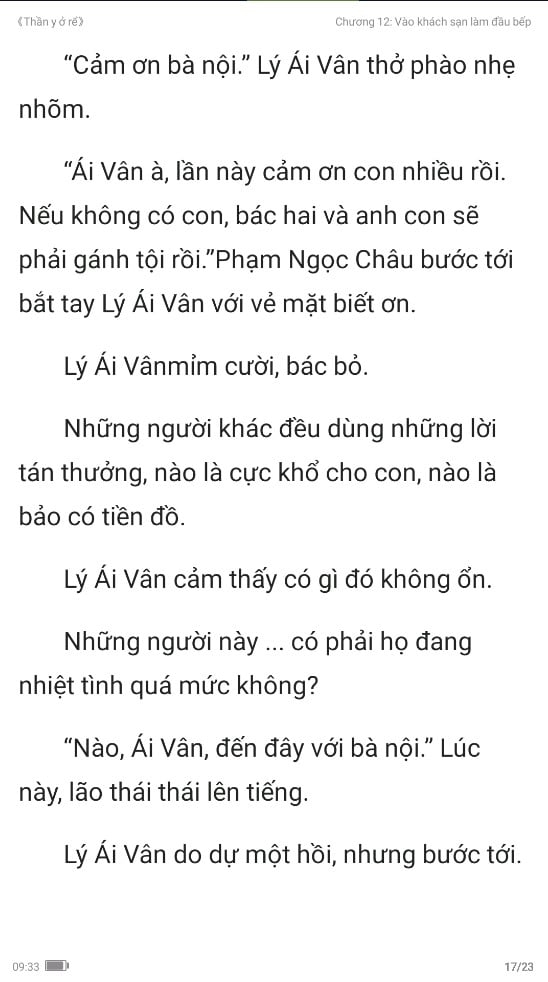 《Thần y ở rể》
Chương 12: Vào khách sạn làm đầu bếp
“Cảm ơn bà nội.” Lý Ái Vân thở phào nhẹ
nhõm.
“Ái Vân à, lần này cảm ơn con nhiều rồi.
Nếu không có con, bác hai và anh con sẽ
phải gánh tội rồi.”Phạm Ngọc Châu bước tới
bắt tay Lý Ái Vân với vẻ mặt biết ơn.
Lý Ái Vânmỉm cười, bác bỏ.
Những người khác đều dùng những lời
tán thưởng, nào là cực khổ cho con, nào là
bảo có tiền đồ.
Lý Ái Vân cảm thấy có gì đó không ổn.
Những người này ... có phải họ đang
nhiệt tình quá mức không?
“Nào, Ái Vân, đến đây với bà nội.” Lúc
này, lão thái thái lên tiếng.
Lý Ái Vân do dự một hồi, nhưng bước tới.
09:33
17/23